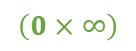 (0 × ∞)